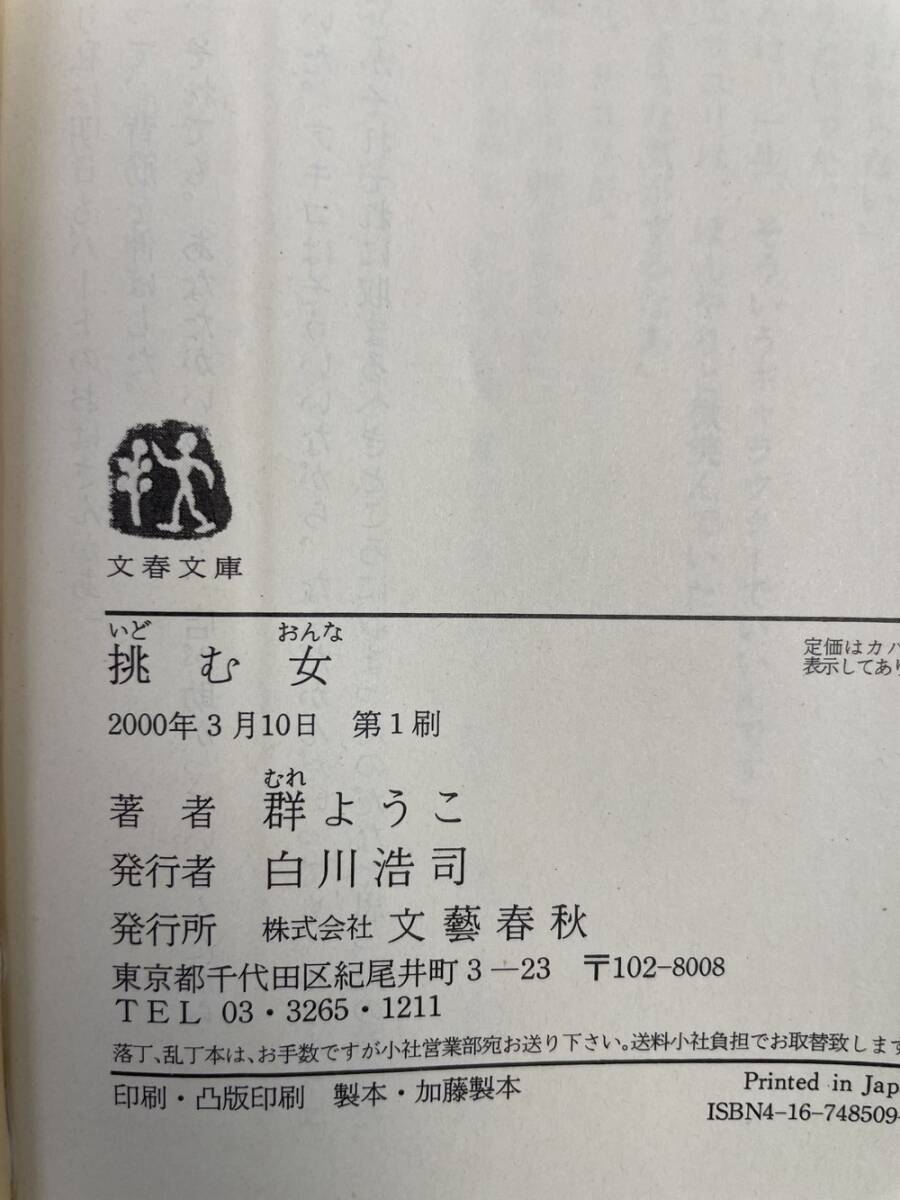 文春文庫
いど おんな
挑む女
定価はカバ
表示してあり
2000年3月10日 第1刷
むれ
著者 群ようこ
発行者 白川浩司
発行所 株式会社 文藝春秋
東京都千代田区紀尾井町3—23 〒102-8008
TEL 03・3265・1211
落丁、乱丁本は、お手数ですが小社営業部宛お送り下さい。送料小社負担でお取替致します
印刷・凸版印刷 製本・加藤製本
Printed in Jap
ISBN4-16-748509-